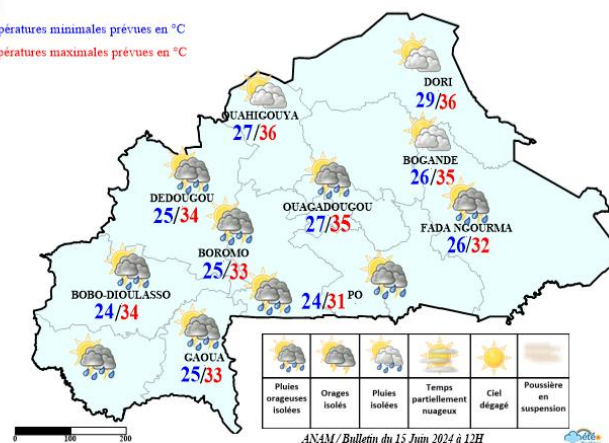 pératures minimales prévues en °C
pératures maximales prévues en °C
DORI
29/36
OUAHIGOUYA
27/36
BOGANDE
26/35
DEDOUGOU
25/34
OUAGADOUGOU
27/35
FADA NGOURMA
26/32
BOROMO
25/33
BOBO-DIOULASSO
24/34
24/31 PO
GAOUA
25/33
Pluies orageuses isolées
Orages isolés
Pluies isolées
Temps partiellement nuageux
Ciel dégagé
Poussière en suspension
0 100 200
ANAM / Bulletin du 15 Juin 2024 à 12H